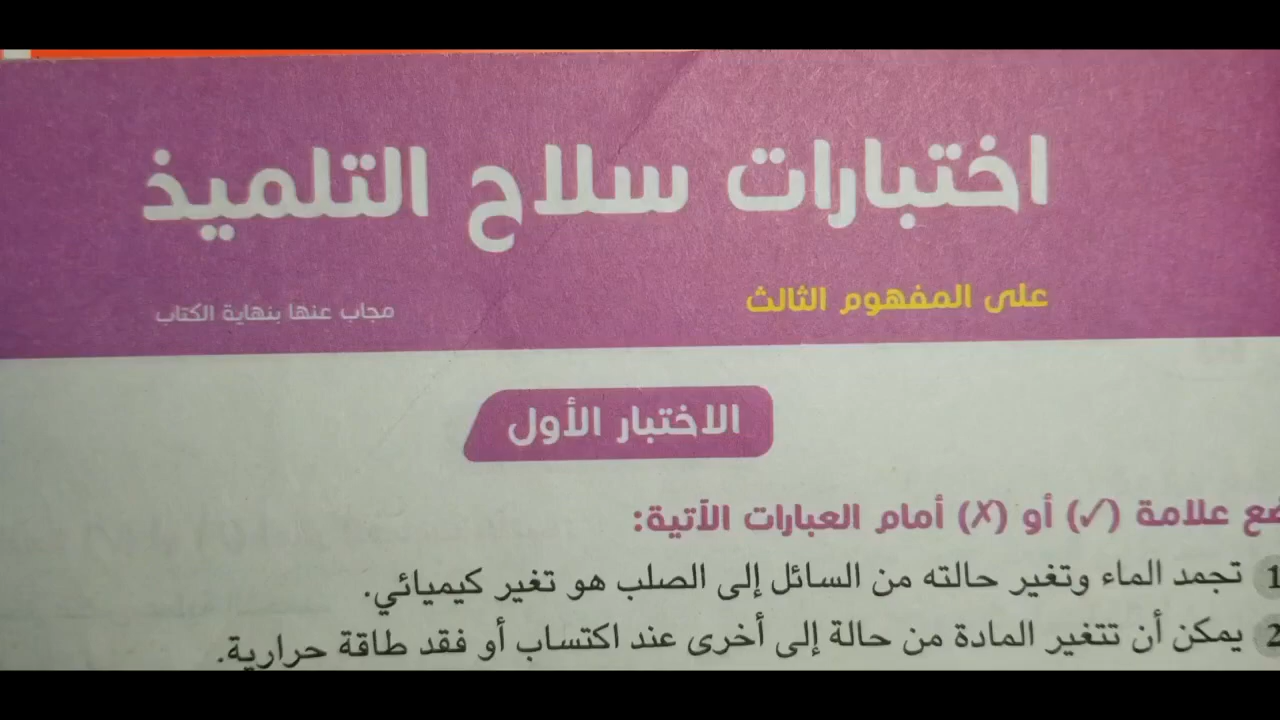 اختبارات سلاح التلميذ
على المفهوم الثالث
مجاب عنها بنهاية الكتاب
الاختبار الأول
علامة (✓) أو (✗) أمام العبارات الآتية:
1 تجمد الماء وتغير حالته من السائل إلى الصلب هو تغير كيميائي.
2 يمكن أن تتغير المادة من حالة إلى أخرى عند اكتساب أو فقد طاقة حرارية.